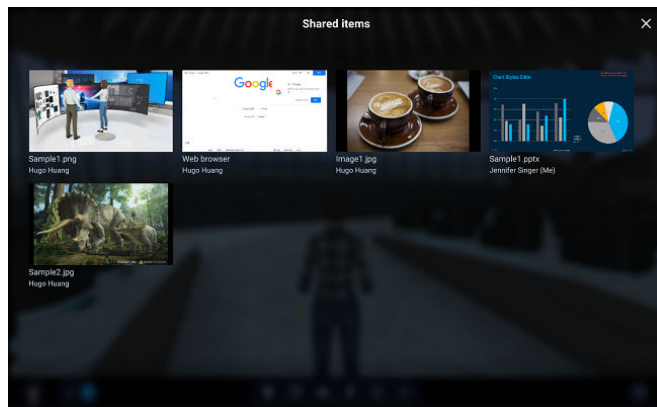 Shared items
Sample1.png
Hugo Huang
Google
Web browser
Hugo Huang
Image1.jpg
Hugo Huang
Chart Styles Slide
Sample1.pptx
Jennifer Singer (Me)
Sample2.jpg
Hugo Huang